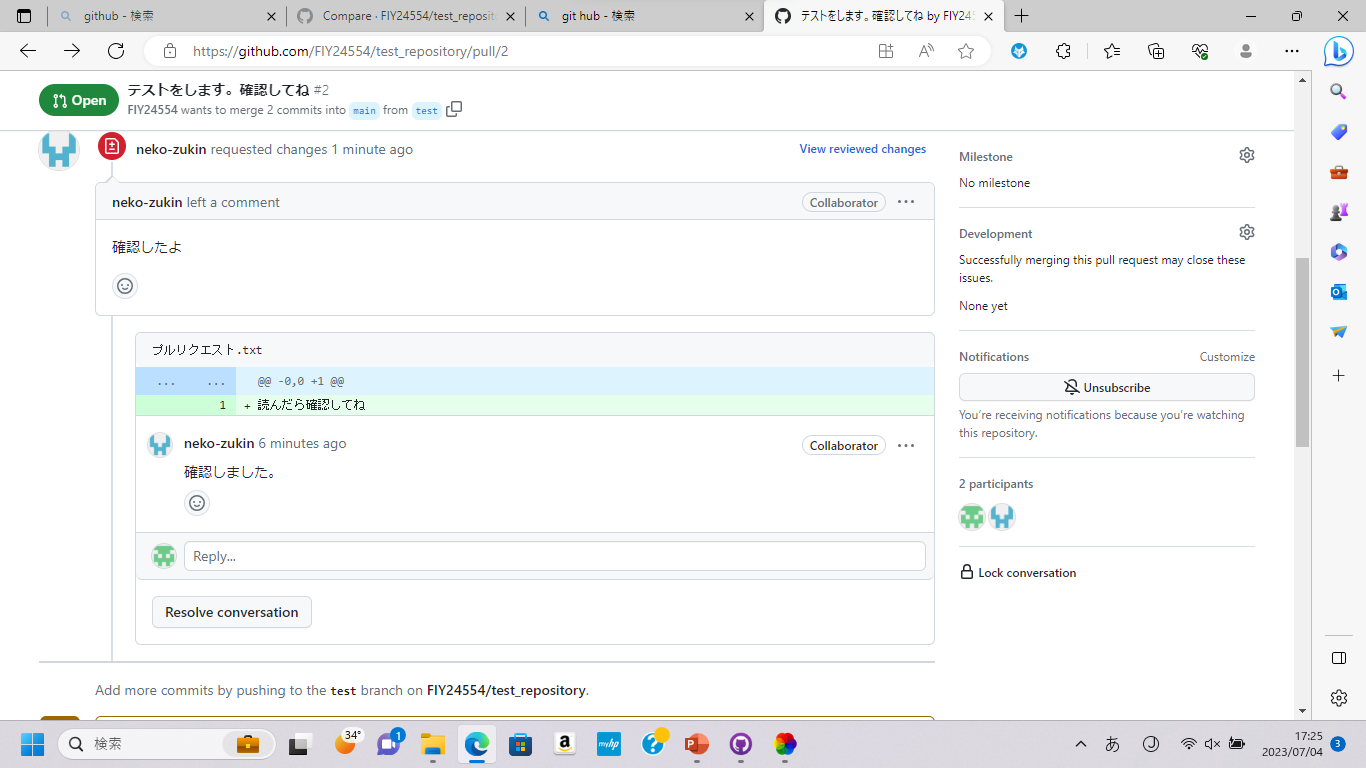 github - 検索
Compare · FIY24554/test_reposit
git hub - 検索
テストをします。確認してね by FIY245
https://github.com/FIY24554/test_repository/pull/2
Open
テストをします。確認してね #2
FIY24554 wants to merge 2 commits into main from test
neko-zukin requested changes 1 minute ago
View reviewed changes
neko-zukin left a comment
Collaborator
確認したよ
プルリクエスト.txt
... ... @@ -0,0 +1 @@
1 + 読んだら確認してね
neko-zukin 6 minutes ago
Collaborator
確認しました。
Reply...
Resolve conversation
Add more commits by pushing to the test branch on FIY24554/test_repository.
Milestone
No milestone
Development
Successfully merging this pull request may close these
issues.
None yet
Notifications
Customize
Unsubscribe
You're receiving notifications because you're watching
this repository.
2 participants
Lock conversation
検索
34°
1
a
myhp
?
P
あ
17:25
2023/07/04
3